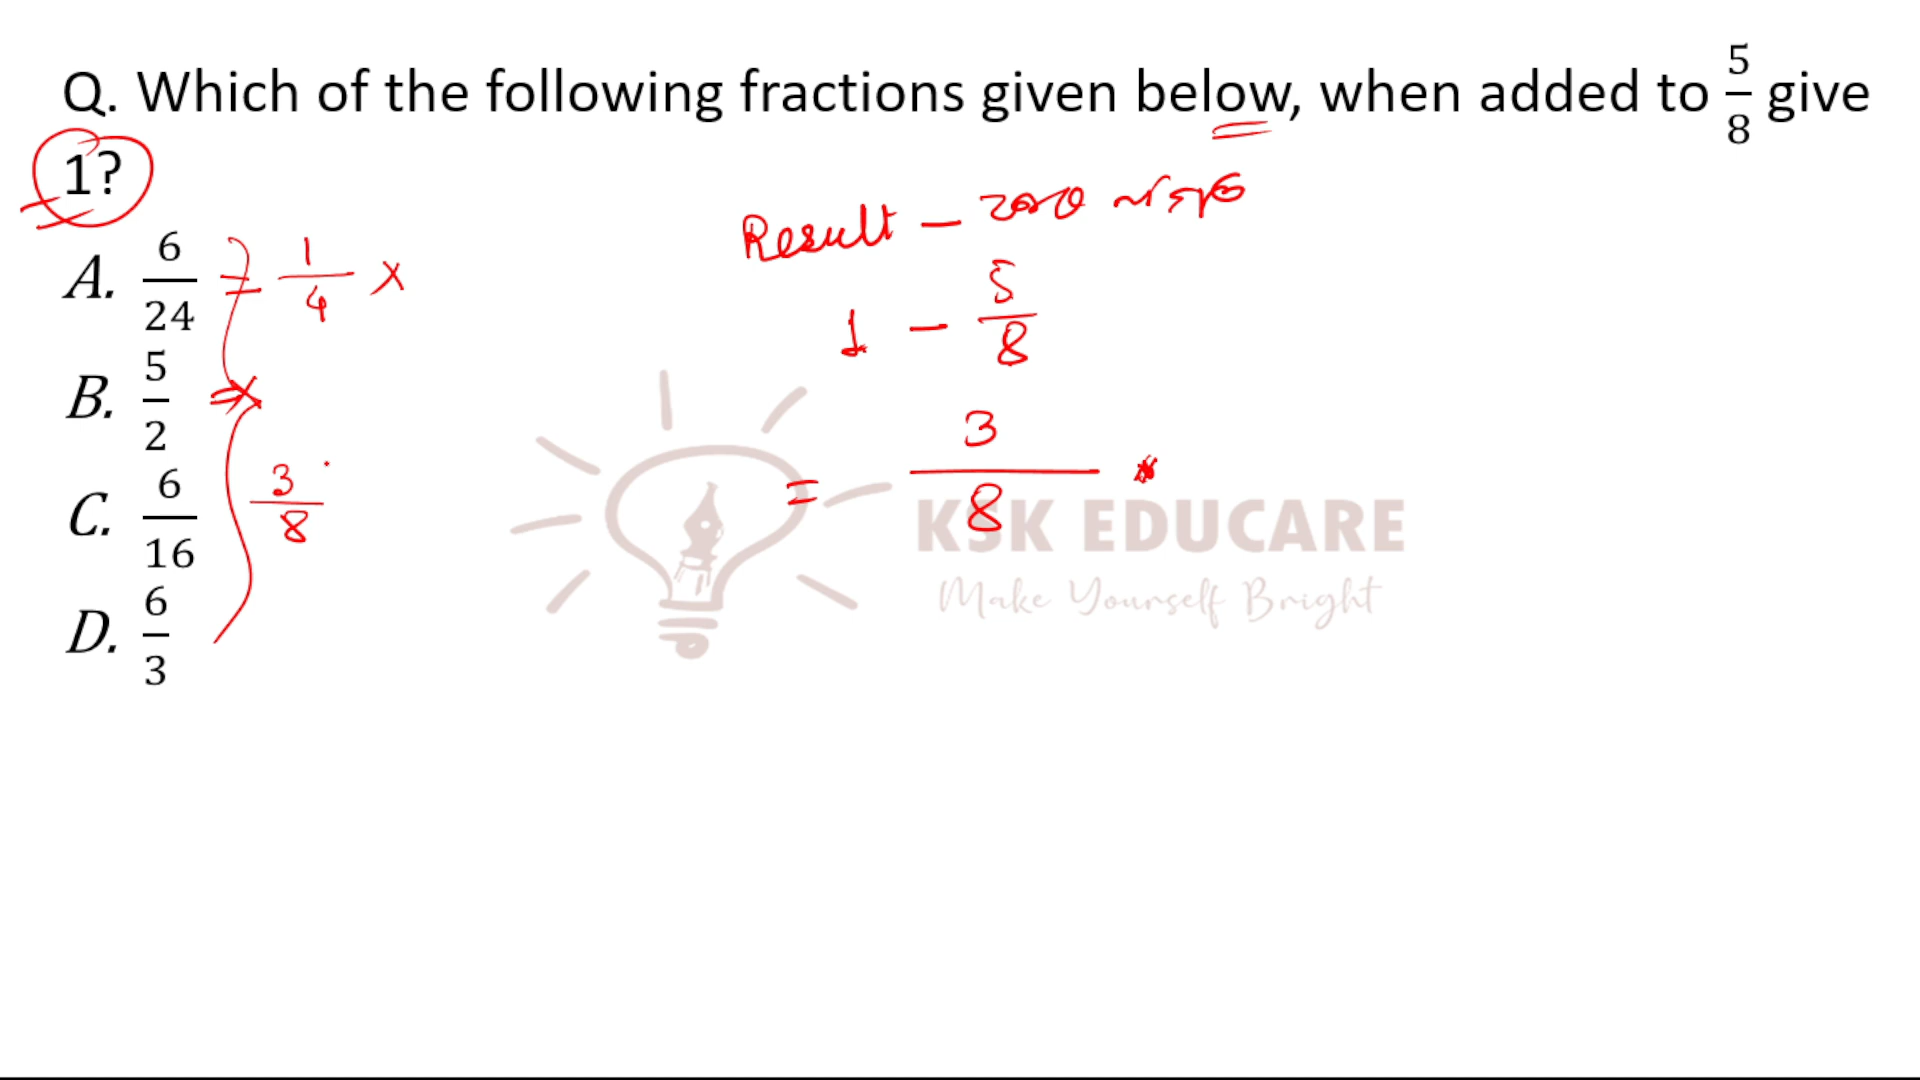 Q. Which of the following fractions given below, when added to 5/8 give
1?
Result –
A. 6/24 = 1/4 ×
1 – 5/8
B. 5/2 ×
= 3/8
C. 6/16 3/8
KSK EDUCARE
Make Yourself Bright
D. 6/3